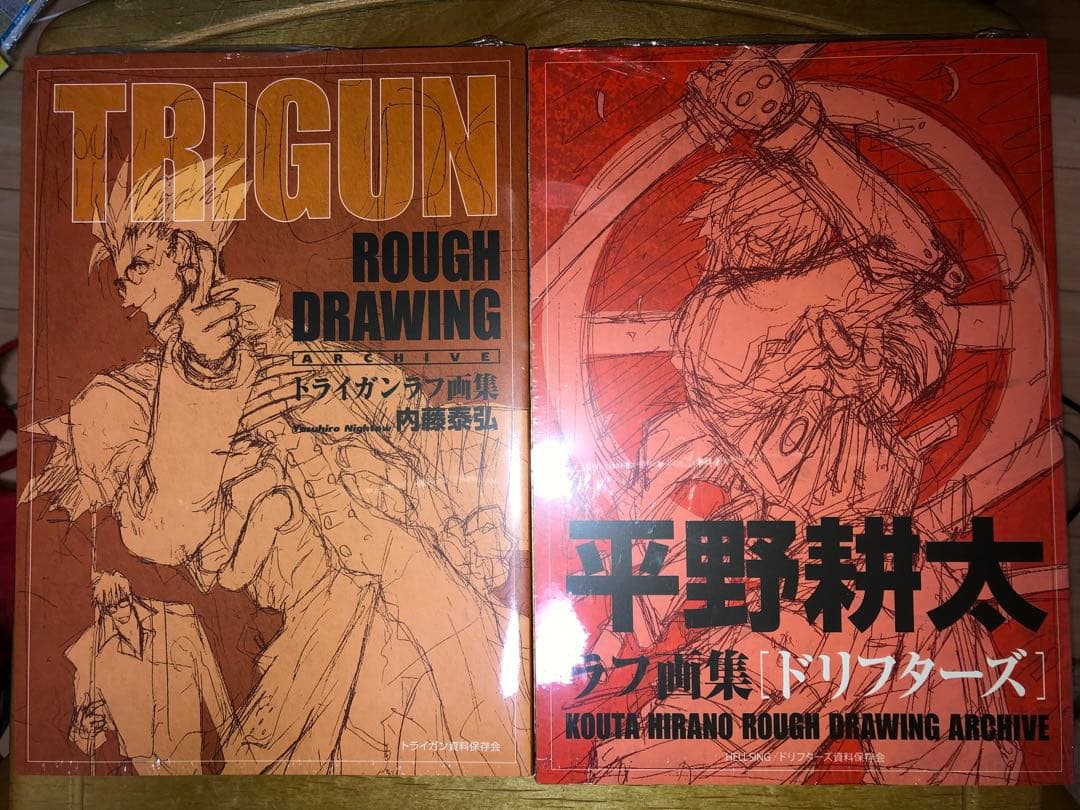 TRIGUN
ROUGH
DRAWING
ARCHIVE
トライガンラフ画集
Yasuhiro Nightow 内藤泰弘
トライガン資料保存会
平野耕太
ラフ画集[ドリフターズ]
KOUTA HIRANO ROUGH DRAWING ARCHIVE
HELLSING/ドリフターズ資料保存会